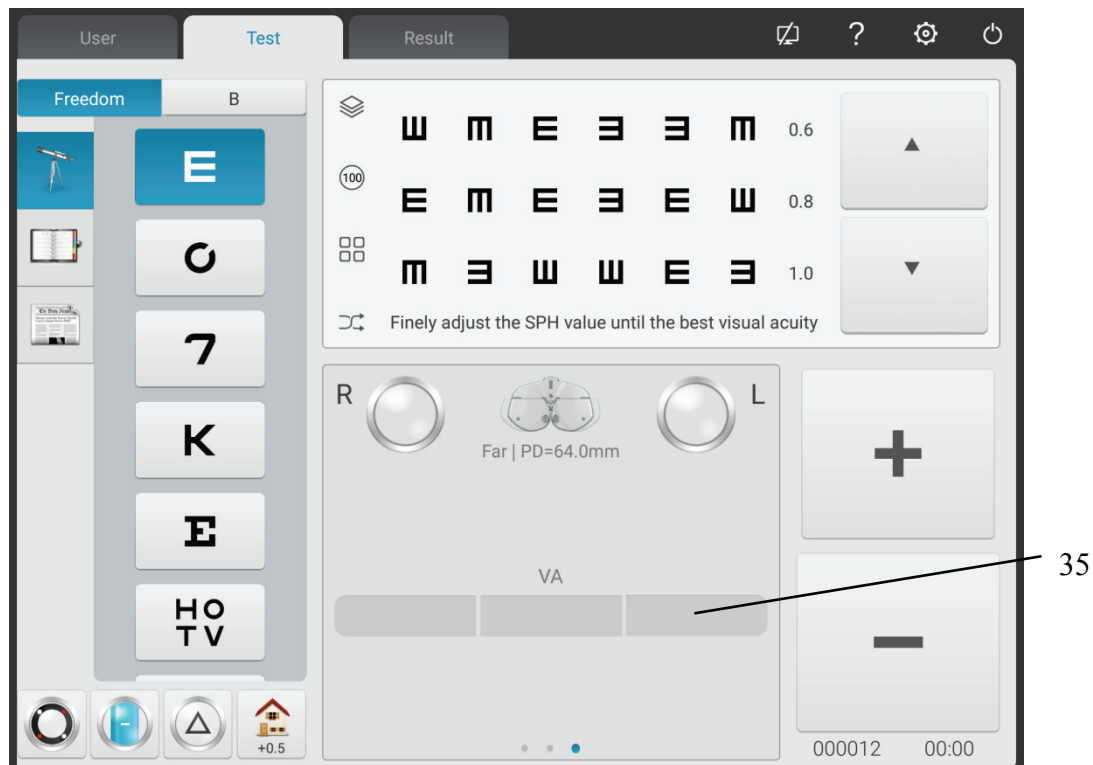 User
Test
Result
?
Freedom
B
E
C
7
K
E
H O
T V
+0.5
100
Ш m E Ǝ Ǝ m 0.6
E m E Ǝ E Ш 0.8
m Ǝ Ш Ш E Ǝ 1.0
Finely adjust the SPH value until the best visual acuity
R
L
Far | PD=64.0mm
VA
+
−
000012 00:00
35